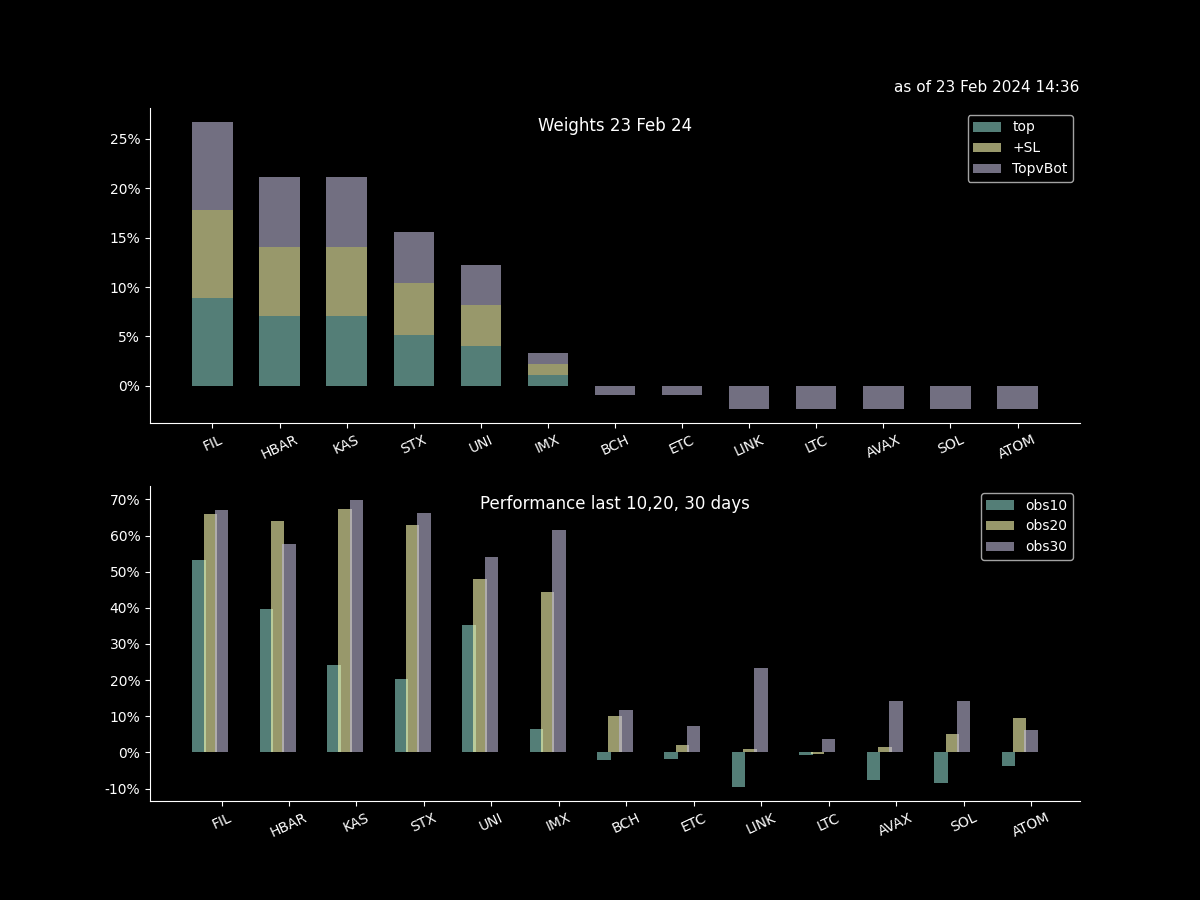 as of 23 Feb 2024 14:36
Weights 23 Feb 24
top
+SL
TopvBot
25%
20%
15%
10%
5%
0%
FIL HBAR KAS STX UNI IMX BCH ETC LINK LTC AVAX SOL ATOM
Performance last 10,20, 30 days
obs10
obs20
obs30
70%
60%
50%
40%
30%
20%
10%
0%
-10%
FIL HBAR KAS STX UNI IMX BCH ETC LINK LTC AVAX SOL ATOM